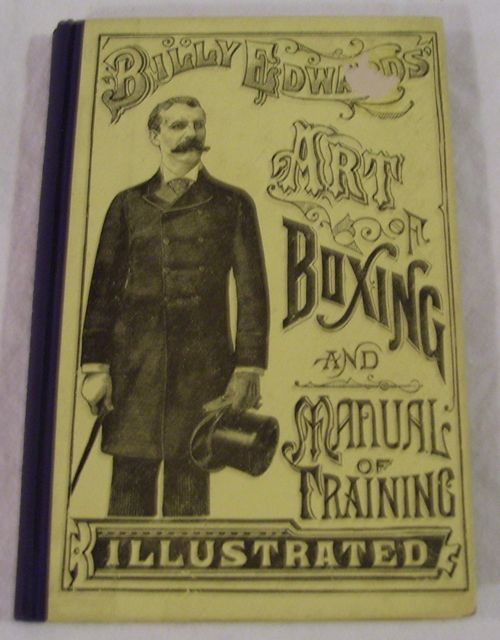 BILLY EDWARDS'
ART
OF
BOXING
AND
MANUAL
OF
TRAINING
ILLUSTRATED